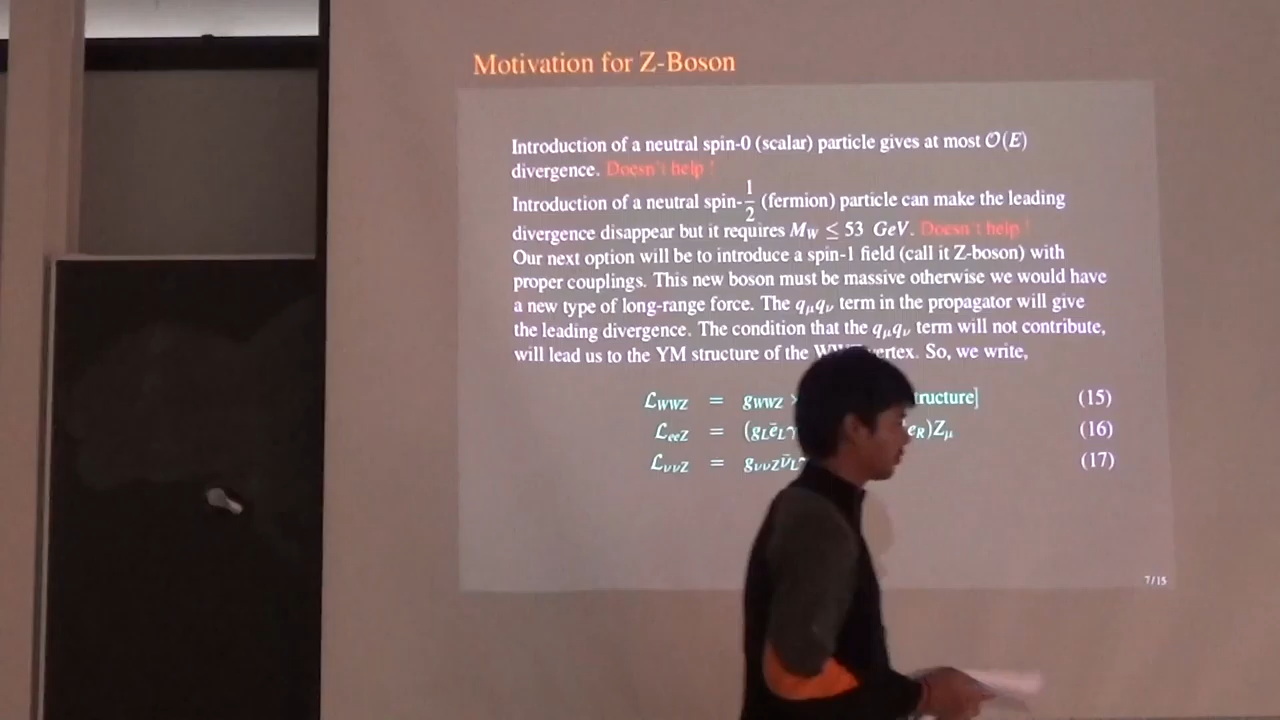 Motivation for Z-Boson
Introduction of a neutral spin-0 (scalar) particle gives at most 𝒪(E)
divergence. Doesn't help !
Introduction of a neutral spin-1/2 (fermion) particle can make the leading
divergence disappear but it requires M_W ≤ 53 GeV. Doesn't help !
Our next option will be to introduce a spin-1 field (call it Z-boson) with
proper couplings. This new boson must be massive otherwise we would have
a new type of long-range force. The q_μq_ν term in the propagator will give
the leading divergence. The condition that the q_μq_ν term will not contribute,
will lead us to the YM structure of the vertex. So, we write,
ℒ_WWZ = g_WWZ ructure] (15)
ℒ_eeZ = (g_L ē_L e_R)Z_μ (16)
ℒ_ννZ = g_ννZ ν̄_L (17)
7/15